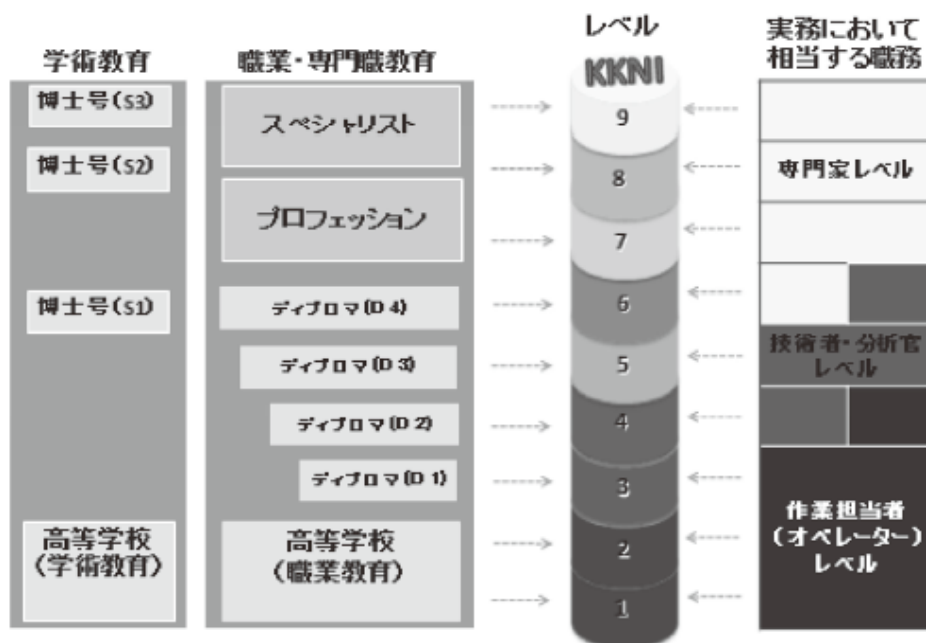 レベル
実務において
相当する職務
学術教育
職業・専門職教育
KKNI
博士号(S3)
博士号(S2)
博士号(S1)
高等学校
(学術教育)
スペシャリスト
プロフェッション
ディプロマ(D 4)
ディプロマ(D 3)
ディプロマ(D 2)
ディプロマ(D 1)
高等学校
(職業教育)
9
8
7
6
5
4
3
2
1
専門家レベル
技術者・分析官
レベル
作業担当者
(オペレーター)
レベル